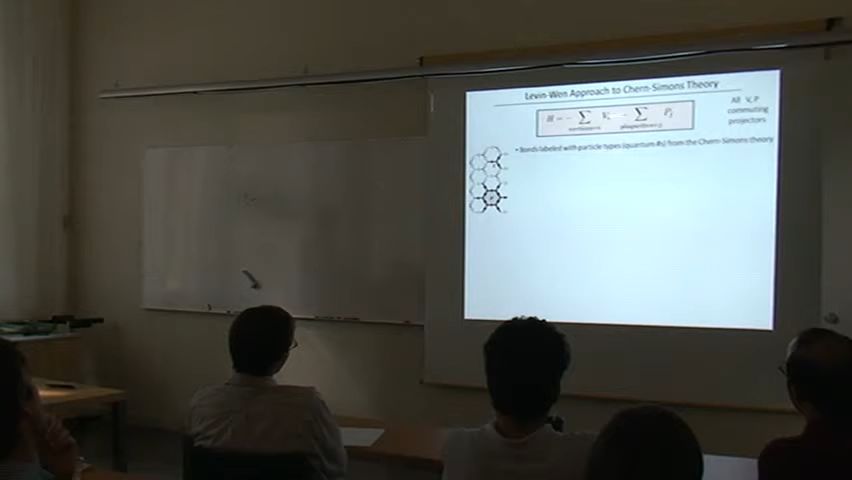 Levin-Wen Approach to Chern-Simons Theory
H = - ∑ V - ∑ P
All V, P
commuting
projectors
• Bonds labeled with particle types (quantum #s) from the Chern-Simons theory